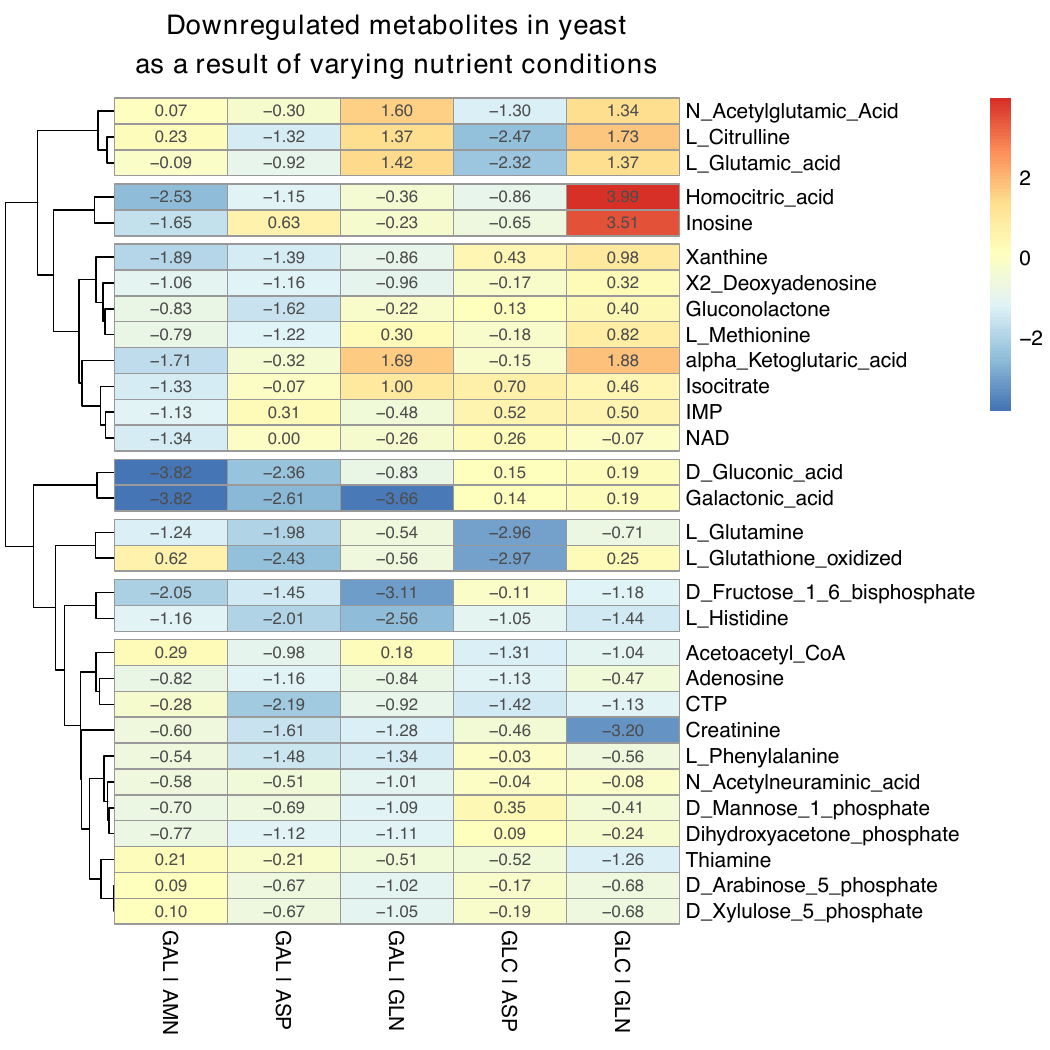 Downregulated metabolites in yeast
as a result of varying nutrient conditions
0.07 −0.30 1.60 −1.30 1.34 N_Acetylglutamic_Acid
0.23 −1.32 1.37 −2.47 1.73 L_Citrulline
−0.09 −0.92 1.42 −2.32 1.37 L_Glutamic_acid
−2.53 −1.15 −0.36 −0.86 3.99 Homocitric_acid
−1.65 0.63 −0.23 −0.65 3.51 Inosine
−1.89 −1.39 −0.86 0.43 0.98 Xanthine
−1.06 −1.16 −0.96 −0.17 0.32 X2_Deoxyadenosine
−0.83 −1.62 −0.22 0.13 0.40 Gluconolactone
−0.79 −1.22 0.30 −0.18 0.82 L_Methionine
−1.71 −0.32 1.69 −0.15 1.88 alpha_Ketoglutaric_acid
−1.33 −0.07 1.00 0.70 0.46 Isocitrate
−1.13 0.31 −0.48 0.52 0.50 IMP
−1.34 0.00 −0.26 0.26 −0.07 NAD
−3.82 −2.36 −0.83 0.15 0.19 D_Gluconic_acid
−3.82 −2.61 −3.66 0.14 0.19 Galactonic_acid
−1.24 −1.98 −0.54 −2.96 −0.71 L_Glutamine
0.62 −2.43 −0.56 −2.97 0.25 L_Glutathione_oxidized
−2.05 −1.45 −3.11 −0.11 −1.18 D_Fructose_1_6_bisphosphate
−1.16 −2.01 −2.56 −1.05 −1.44 L_Histidine
0.29 −0.98 0.18 −1.31 −1.04 Acetoacetyl_CoA
−0.82 −1.16 −0.84 −1.13 −0.47 Adenosine
−0.28 −2.19 −0.92 −1.42 −1.13 CTP
−0.60 −1.61 −1.28 −0.46 −3.20 Creatinine
−0.54 −1.48 −1.34 −0.03 −0.56 L_Phenylalanine
−0.58 −0.51 −1.01 −0.04 −0.08 N_Acetylneuraminic_acid
−0.70 −0.69 −1.09 0.35 −0.41 D_Mannose_1_phosphate
−0.77 −1.12 −1.11 0.09 −0.24 Dihydroxyacetone_phosphate
0.21 −0.21 −0.51 −0.52 −1.26 Thiamine
0.09 −0.67 −1.02 −0.17 −0.68 D_Arabinose_5_phosphate
0.10 −0.67 −1.05 −0.19 −0.68 D_Xylulose_5_phosphate
GAL | AMN
GAL | ASP
GAL | GLN
GLC | ASP
GLC | GLN
2
0
−2